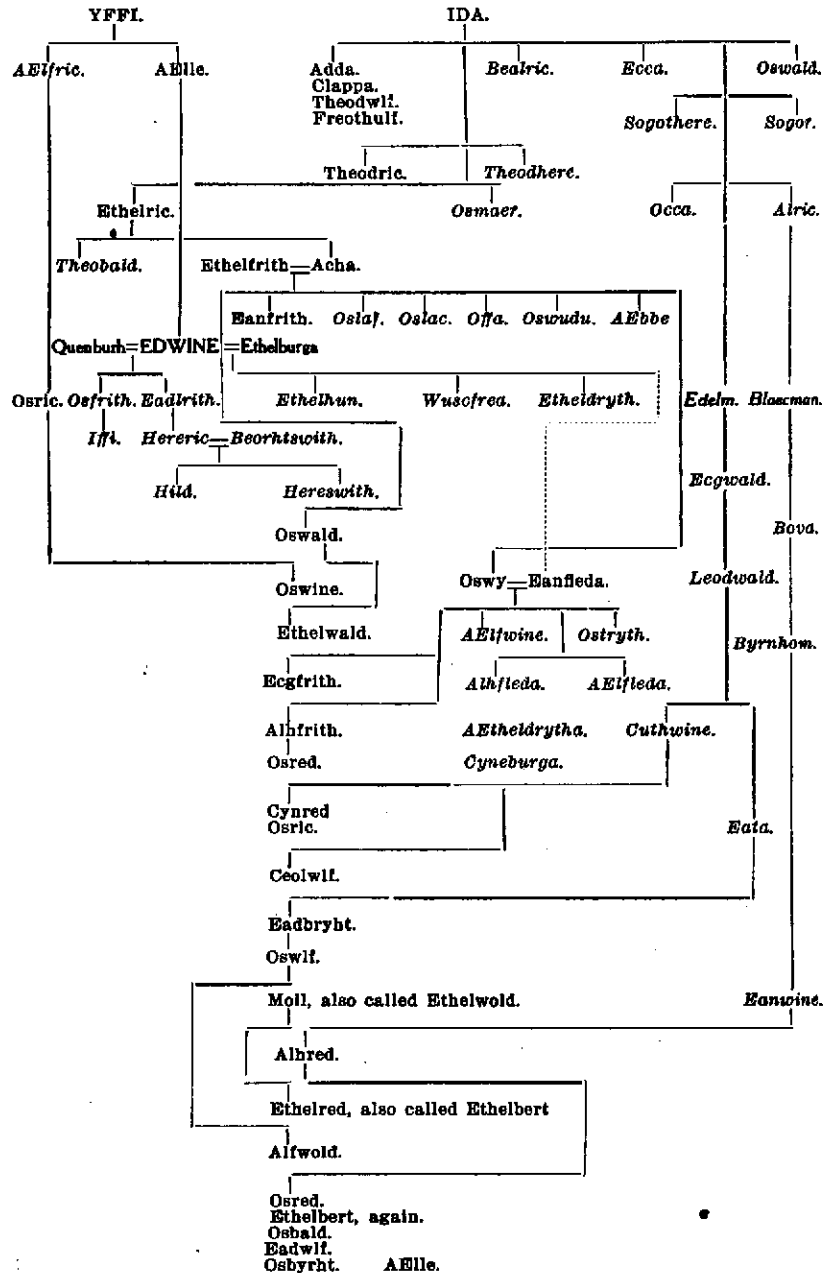 YFFI. IDA.
AElfric. AElle. Adda. Bealric. Ecca. Oswald.
Clappa.
Theodwlf.
Freothulf.
Sogothere. Sogor.
Theodric. Theodhere.
Ethelric. Osmaer. Occa. Alric.
Theobald. Ethelfrith=Acha.
Eanfrith. Oslaf. Oslac. Offa. Oswudu. AEbbe
Quenburh=EDWINE=Ethelburga
Osric. Osfrith. Eadlrith. Ethelhun. Wuscfrea. Etheldryth. Edelm. Blaecman.
Iffi. Hereric=Beorhtswith.
Hild. Hereswith. Ecgwald.
Oswald. Bova.
Oswine. Oswy=Eanfleda. Leodwald.
Ethelwald. AElfwine. Ostryth. Byrnhom.
Ecgfrith. Alhfleda. AElfleda.
Alhfrith. AEtheldrytha. Cuthwine.
Osred. Cyneburga.
Cynred
Osric. Eata.
Ceolwlf.
Eadbryht.
Oswlf.
Moll, also called Ethelwold. Eanwine.
Alhred.
Ethelred, also called Ethelbert
Alfwold.
Osred.
Ethelbert, again.
Osbald.
Eadwlf.
Osbyrht. AElle.